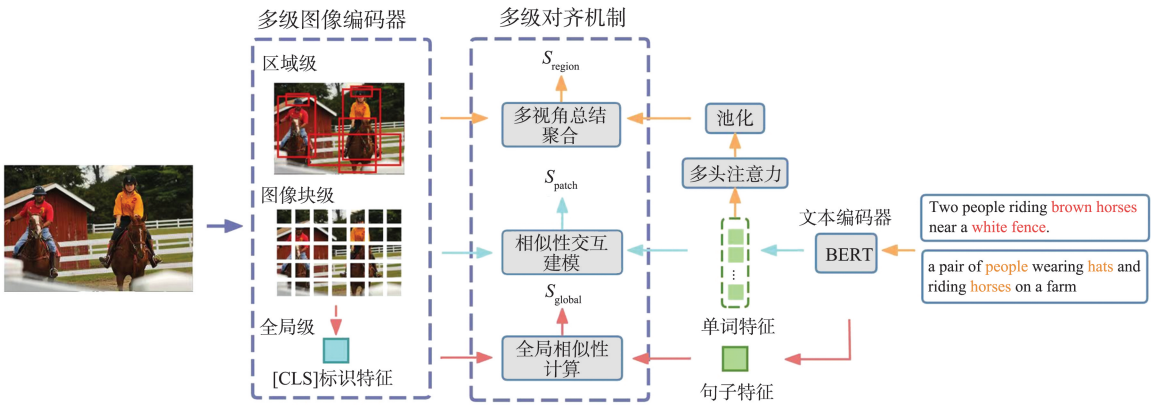 多级图像编码器
区域级
图像块级
全局级
[CLS]标识特征
多级对齐机制
S_region
多视角总结
聚合
S_patch
相似性交互
建模
S_global
全局相似性
计算
池化
多头注意力
⋮
单词特征
句子特征
文本编码器
BERT
Two people riding brown horses
near a white fence.
a pair of people wearing hats and
riding horses on a farm